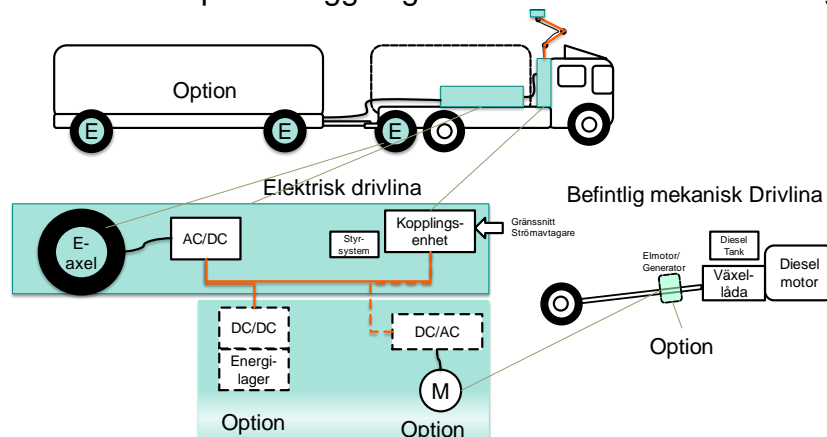 Option
E
E
E
Elektrisk drivlina
Befintlig mekanisk Drivlina
E-
axel
AC/DC
Styr-
system
Kopplings-
enhet
Gränssnitt
Strömavtagare
Elmotor/
Generator
Diesel
Tank
Växel-
låda
Diesel
motor
DC/DC
Energi-
lager
DC/AC
M
Option
Option
Option